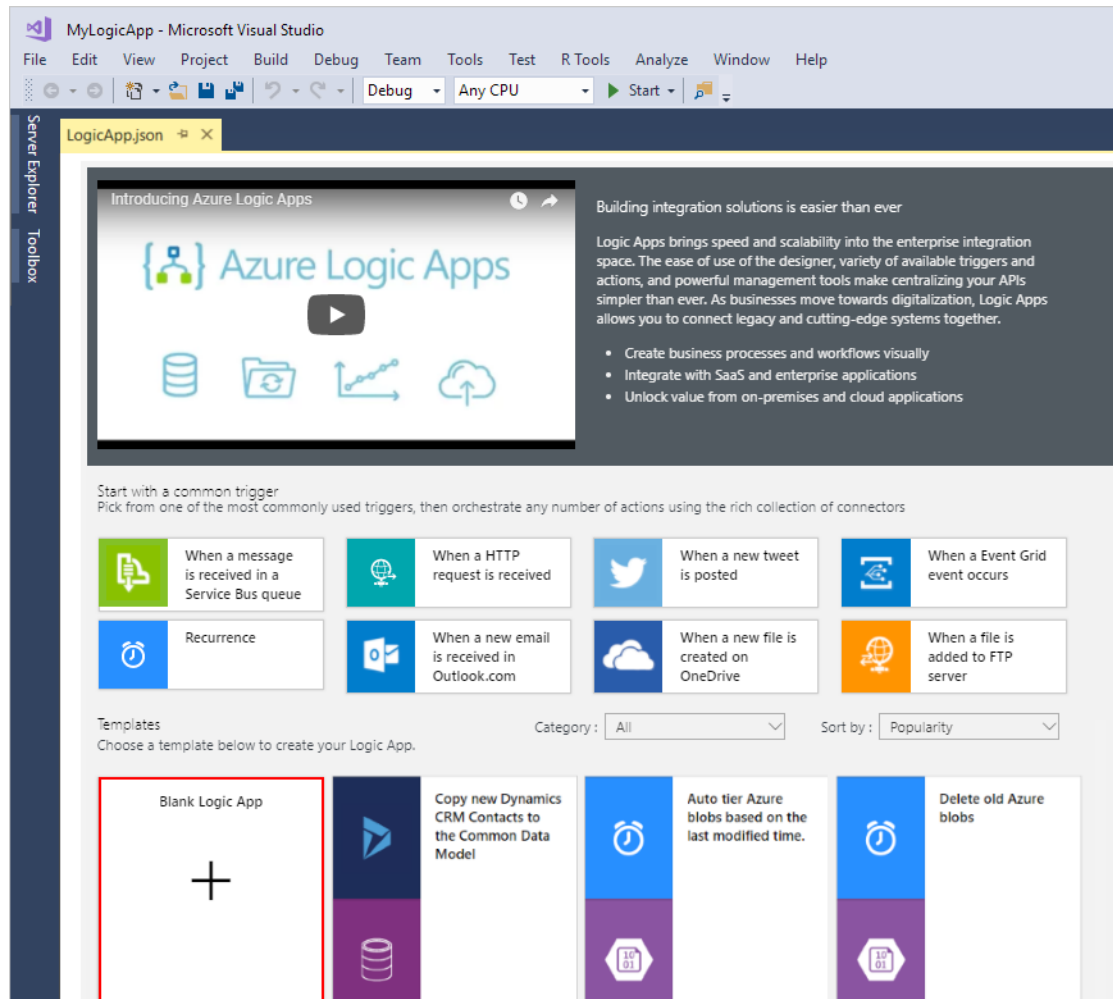 MyLogicApp - Microsoft Visual Studio
File Edit View Project Build Debug Team Tools Test R Tools Analyze Window Help
Debug Any CPU Start
Server Explorer
Toolbox
LogicApp.json
Introducing Azure Logic Apps
Azure Logic Apps
Building integration solutions is easier than ever
Logic Apps brings speed and scalability into the enterprise integration
space. The ease of use of the designer, variety of available triggers and
actions, and powerful management tools make centralizing your APIs
simpler than ever. As businesses move towards digitalization, Logic Apps
allows you to connect legacy and cutting-edge systems together.
• Create business processes and workflows visually
• Integrate with SaaS and enterprise applications
• Unlock value from on-premises and cloud applications
Start with a common trigger
Pick from one of the most commonly used triggers, then orchestrate any number of actions using the rich collection of connectors
When a message
is received in a
Service Bus queue
When a HTTP
request is received
When a new tweet
is posted
When a Event Grid
event occurs
Recurrence
When a new email
is received in
Outlook.com
When a new file is
created on
OneDrive
When a file is
added to FTP
server
Templates
Category : All
Sort by : Popularity
Choose a template below to create your Logic App.
Blank Logic App
Copy new Dynamics
CRM Contacts to
the Common Data
Model
Auto tier Azure
blobs based on the
last modified time.
10
01
Delete old Azure
blobs
10
01